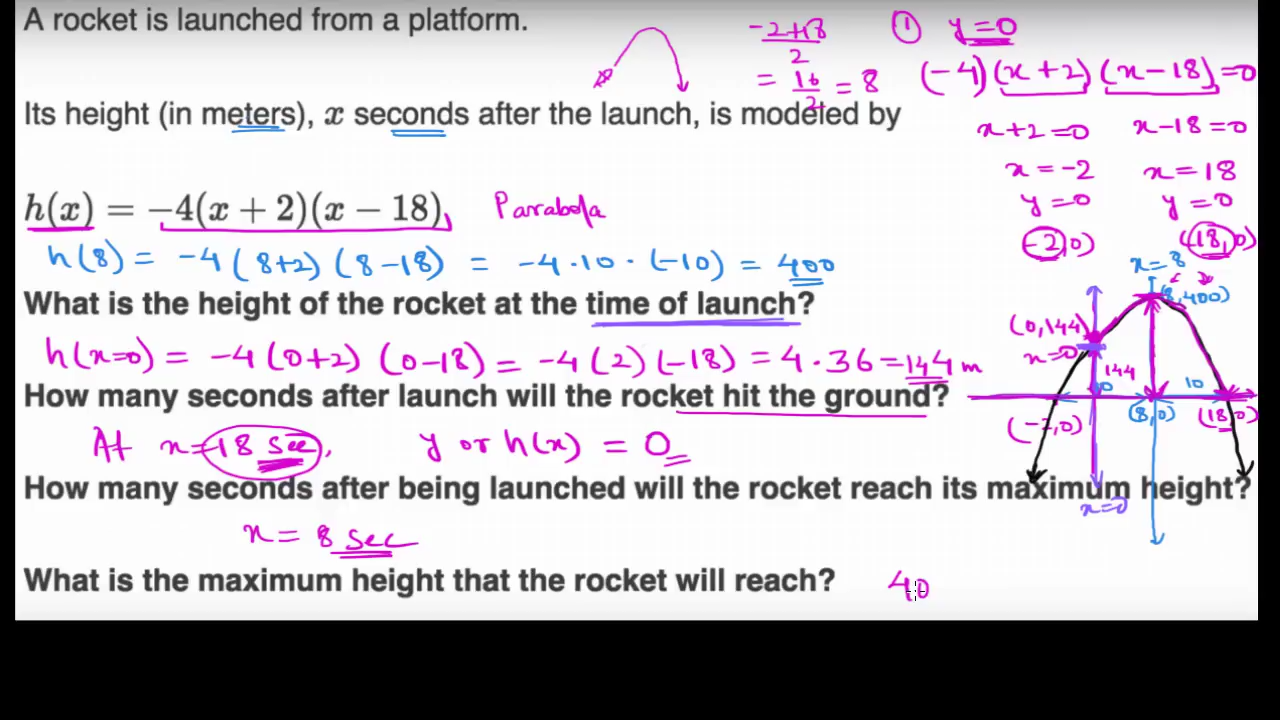 A rocket is launched from a platform.
-2+18
2
= 16/2 = 8
① y=0
(-4)(x+2)(x-18)=0
Its height (in meters), x seconds after the launch, is modeled by
x+2=0 x-18=0
x=-2 x=18
y=0 y=0
(-2,0) (18,0)
h(x) = −4(x + 2)(x − 18) Parabola
h(8) = -4(8+2)(8-18) = -4·10·(-10) = 400
x=8
(8,400)
What is the height of the rocket at the time of launch?
(0,144)
x=0
h(x=0) = -4(0+2)(0-18) = -4(2)(-18) = 4·36 = 144 m
144
10
10
How many seconds after launch will the rocket hit the ground?
(-2,0) (8,0) (18,0)
At x=18 sec, y or h(x) = 0
How many seconds after being launched will the rocket reach its maximum height?
x=0
x = 8 sec
What is the maximum height that the rocket will reach? 40